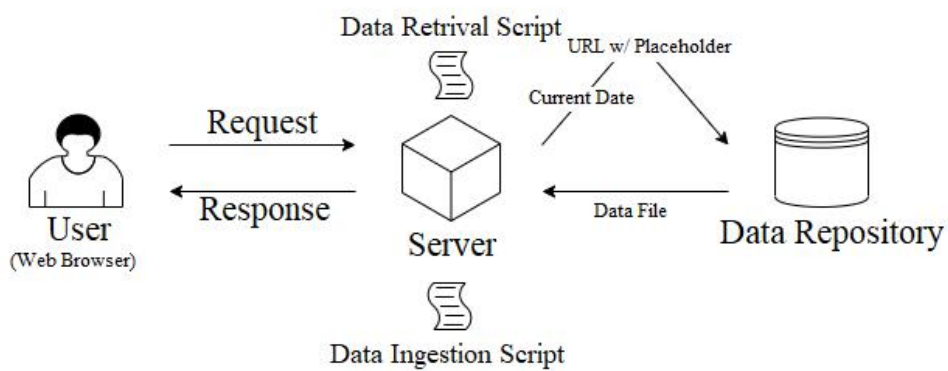 Data Retrival Script
URL w/ Placeholder
Current Date
Request
Response
User
(Web Browser)
Server
Data File
Data Repository
Data Ingestion Script